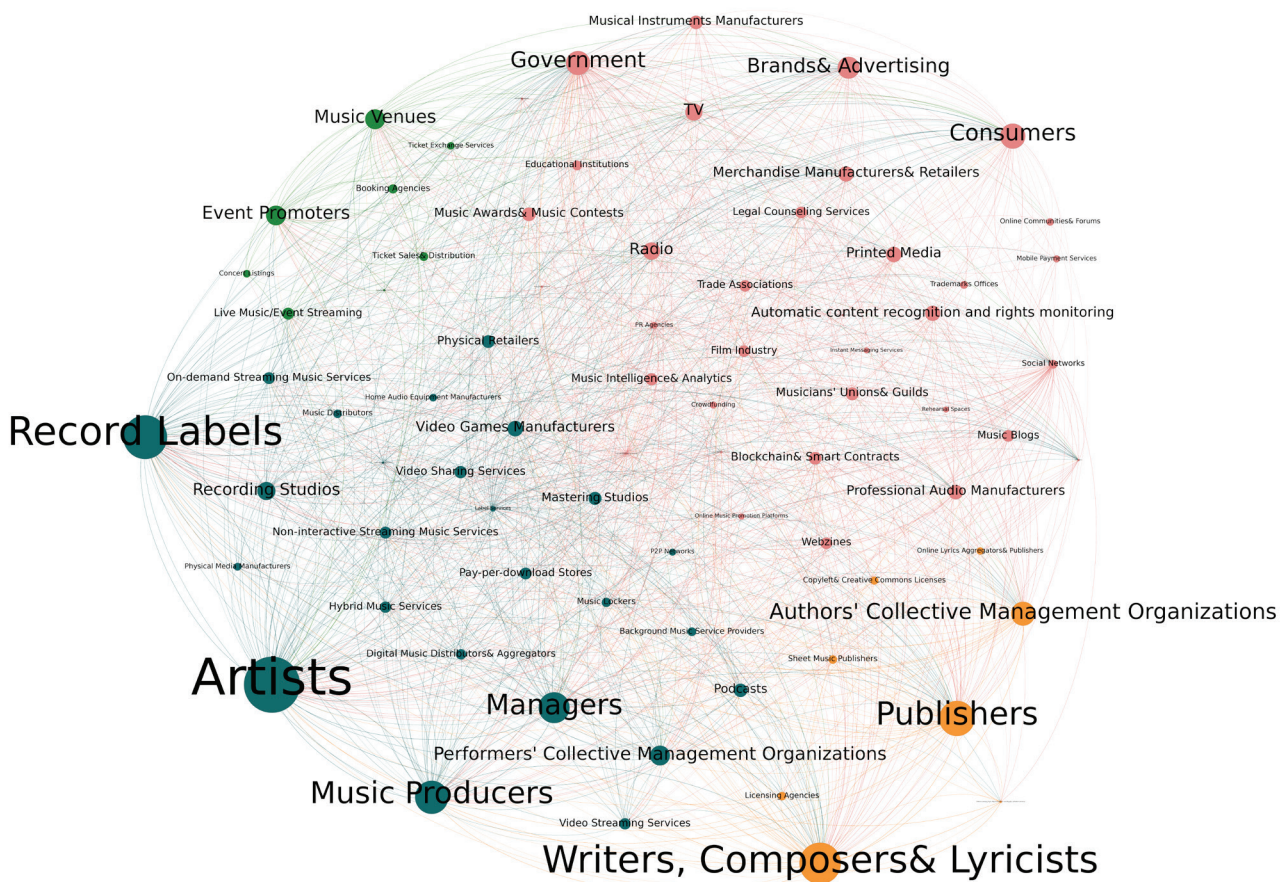 Musical Instruments Manufacturers
Government
Brands& Advertising
TV
Music Venues
Consumers
Ticket Exchange Services
Educational Institutions
Merchandise Manufacturers& Retailers
Booking Agencies
Event Promoters
Music Awards& Music Contests
Legal Counseling Services
Online Communities& Forums
Radio
Printed Media
Ticket Sales& Distribution
Mobile Payment Services
Concert Listings
Trade Associations
Trademarks Offices
Live Music/Event Streaming
Automatic content recognition and rights monitoring
PR Agencies
Physical Retailers
Film Industry
Instant Messaging Services
Social Networks
On-demand Streaming Music Services
Music Intelligence& Analytics
Home Audio Equipment Manufacturers
Musicians' Unions& Guilds
Crowdfunding
Rehearsal Spaces
Music Distributors
Record Labels
Video Games Manufacturers
Music Blogs
Blockchain& Smart Contracts
Video Sharing Services
Recording Studios
Mastering Studios
Professional Audio Manufacturers
Label Services
Online Music Promotion Platforms
Non-interactive Streaming Music Services
Webzines
P2P Networks
Online Lyrics Aggregators& Publishers
Physical Media Manufacturers
Pay-per-download Stores
Copyleft& Creative Commons Licenses
Hybrid Music Services
Music Lockers
Authors' Collective Management Organizations
Background Music Service Providers
Digital Music Distributors& Aggregators
Sheet Music Publishers
Artists
Podcasts
Managers
Publishers
Performers' Collective Management Organizations
Music Producers
Licensing Agencies
Video Streaming Services
Writers, Composers& Lyricists